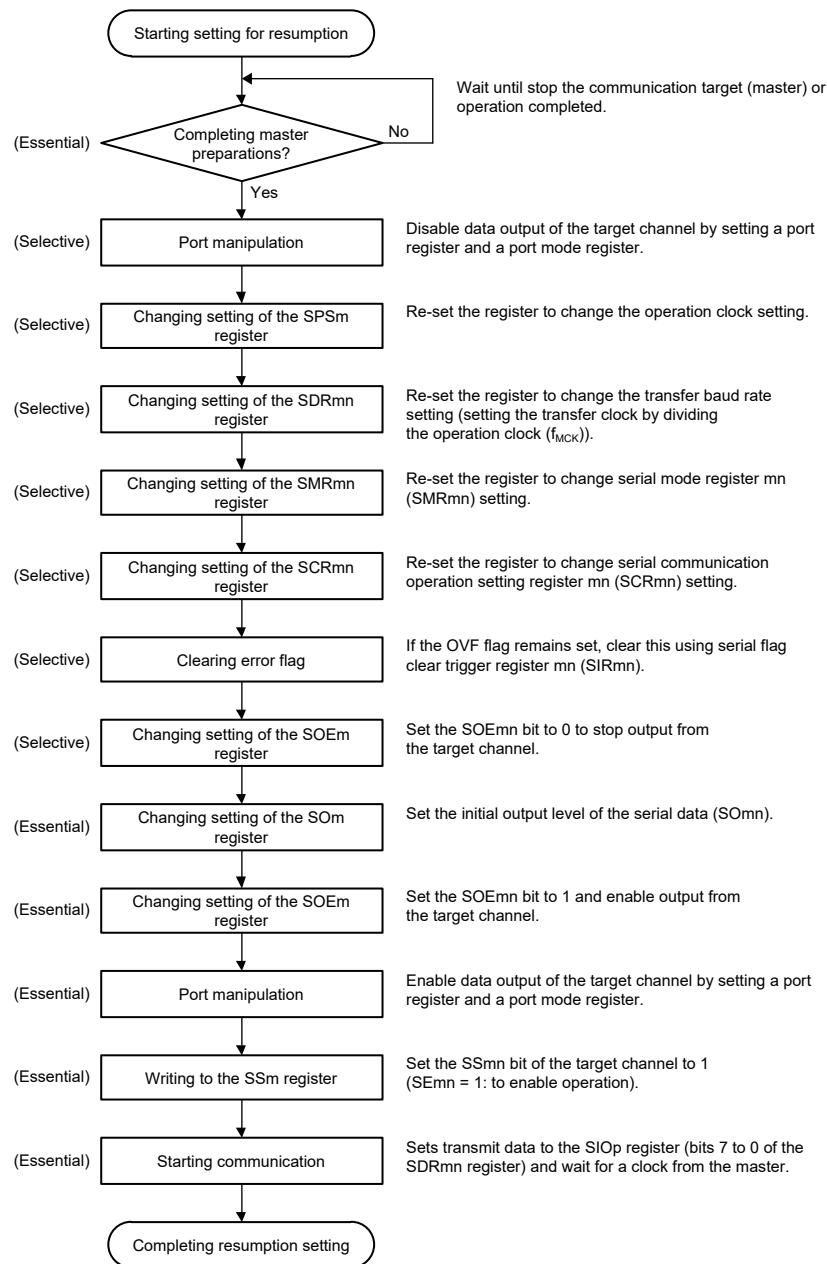 Starting setting for resumption
Wait until stop the communication target (master) or
operation completed.
(Essential)
Completing master
preparations?
No
Yes
(Selective)
Port manipulation
Disable data output of the target channel by setting a port
register and a port mode register.
(Selective)
Changing setting of the SPSm
register
Re-set the register to change the operation clock setting.
(Selective)
Changing setting of the SDRmn
register
Re-set the register to change the transfer baud rate
setting (setting the transfer clock by dividing
the operation clock (fMCK)).
(Selective)
Changing setting of the SMRmn
register
Re-set the register to change serial mode register mn
(SMRmn) setting.
(Selective)
Changing setting of the SCRmn
register
Re-set the register to change serial communication
operation setting register mn (SCRmn) setting.
(Selective)
Clearing error flag
If the OVF flag remains set, clear this using serial flag
clear trigger register mn (SIRmn).
(Selective)
Changing setting of the SOEm
register
Set the SOEmn bit to 0 to stop output from
the target channel.
(Essential)
Changing setting of the SOm
register
Set the initial output level of the serial data (SOmn).
(Essential)
Changing setting of the SOEm
register
Set the SOEmn bit to 1 and enable output from
the target channel.
(Essential)
Port manipulation
Enable data output of the target channel by setting a port
register and a port mode register.
(Essential)
Writing to the SSm register
Set the SSmn bit of the target channel to 1
(SEmn = 1: to enable operation).
(Essential)
Starting communication
Sets transmit data to the SIOp register (bits 7 to 0 of the
SDRmn register) and wait for a clock from the master.
Completing resumption setting